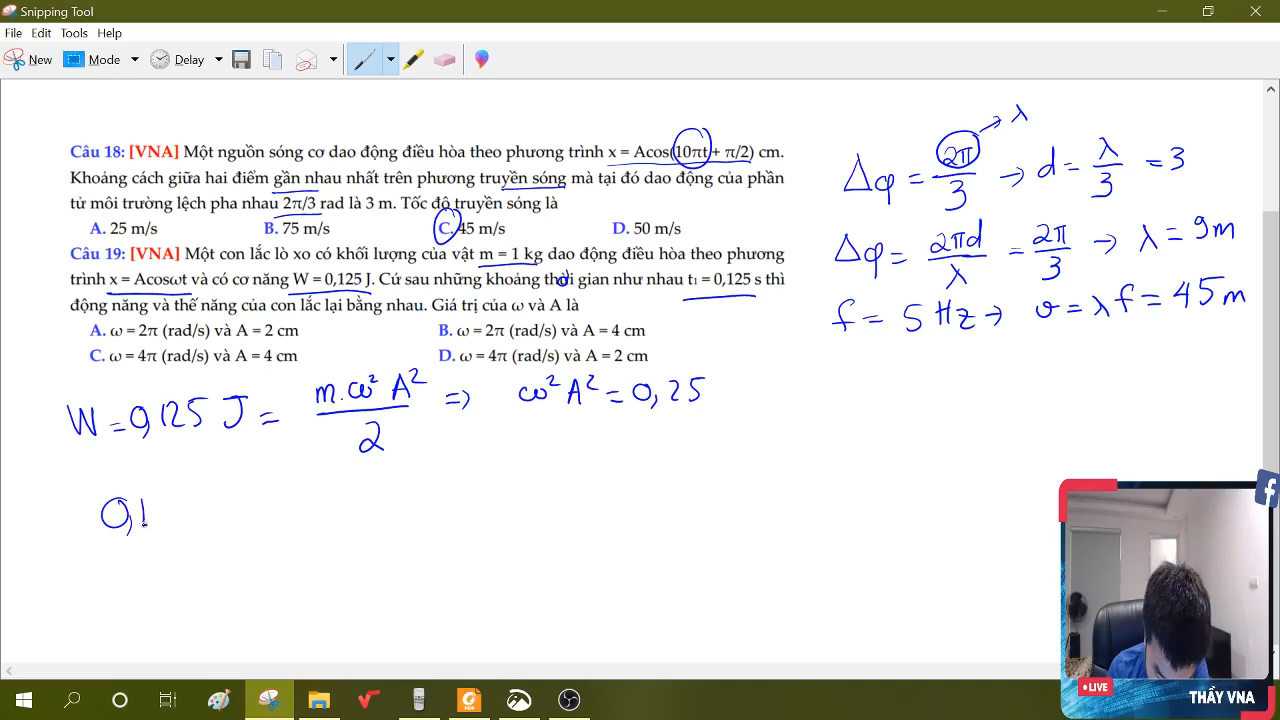 Snipping Tool
File Edit Tools Help
New Mode Delay
Câu 18: [VNA] Một nguồn sóng cơ dao động điều hòa theo phương trình x = Acos(10πt + π/2) cm.
Khoảng cách giữa hai điểm gần nhau nhất trên phương truyền sóng mà tại đó dao động của phần
tử môi trường lệch pha nhau 2π/3 rad là 3 m. Tốc độ truyền sóng là
A. 25 m/s B. 75 m/s C. 45 m/s D. 50 m/s
Câu 19: [VNA] Một con lắc lò xo có khối lượng của vật m = 1 kg dao động điều hòa theo phương
trình x = Acosωt và có cơ năng W = 0,125 J. Cứ sau những khoảng thời gian như nhau t₁ = 0,125 s thì
động năng và thế năng của con lắc lại bằng nhau. Giá trị của ω và A là
A. ω = 2π (rad/s) và A = 2 cm B. ω = 2π (rad/s) và A = 4 cm
C. ω = 4π (rad/s) và A = 4 cm D. ω = 4π (rad/s) và A = 2 cm
W = 0,125 J = m.ω² A² / 2 => ω² A² = 0,25
0,1
→ λ
Δφ = 2π/3 → d = λ/3 = 3
Δφ = 2πd/λ = 2π/3 → λ = 9m
f = 5 Hz → v = λf = 45 m
LIVE
THẦY VNA